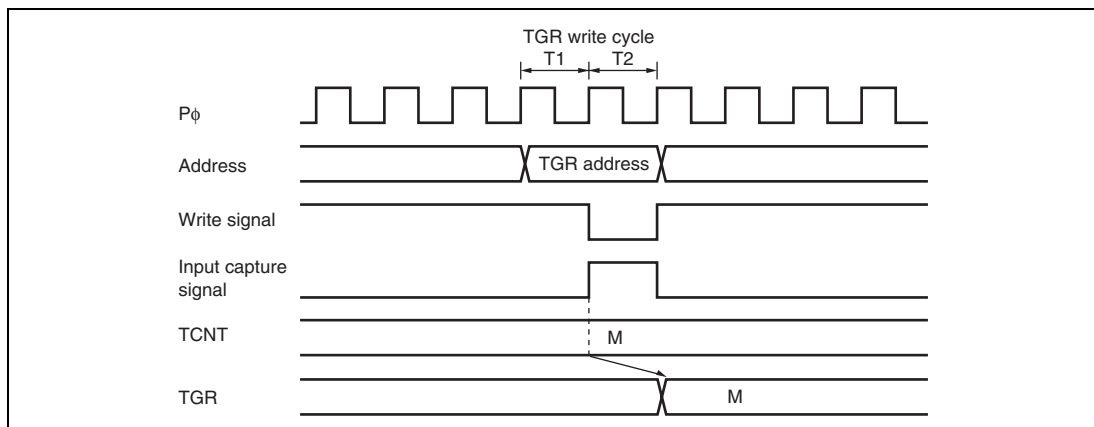 TGR write cycle
T1 T2
Pϕ
Address TGR address
Write signal
Input capture
signal
TCNT M
TGR M